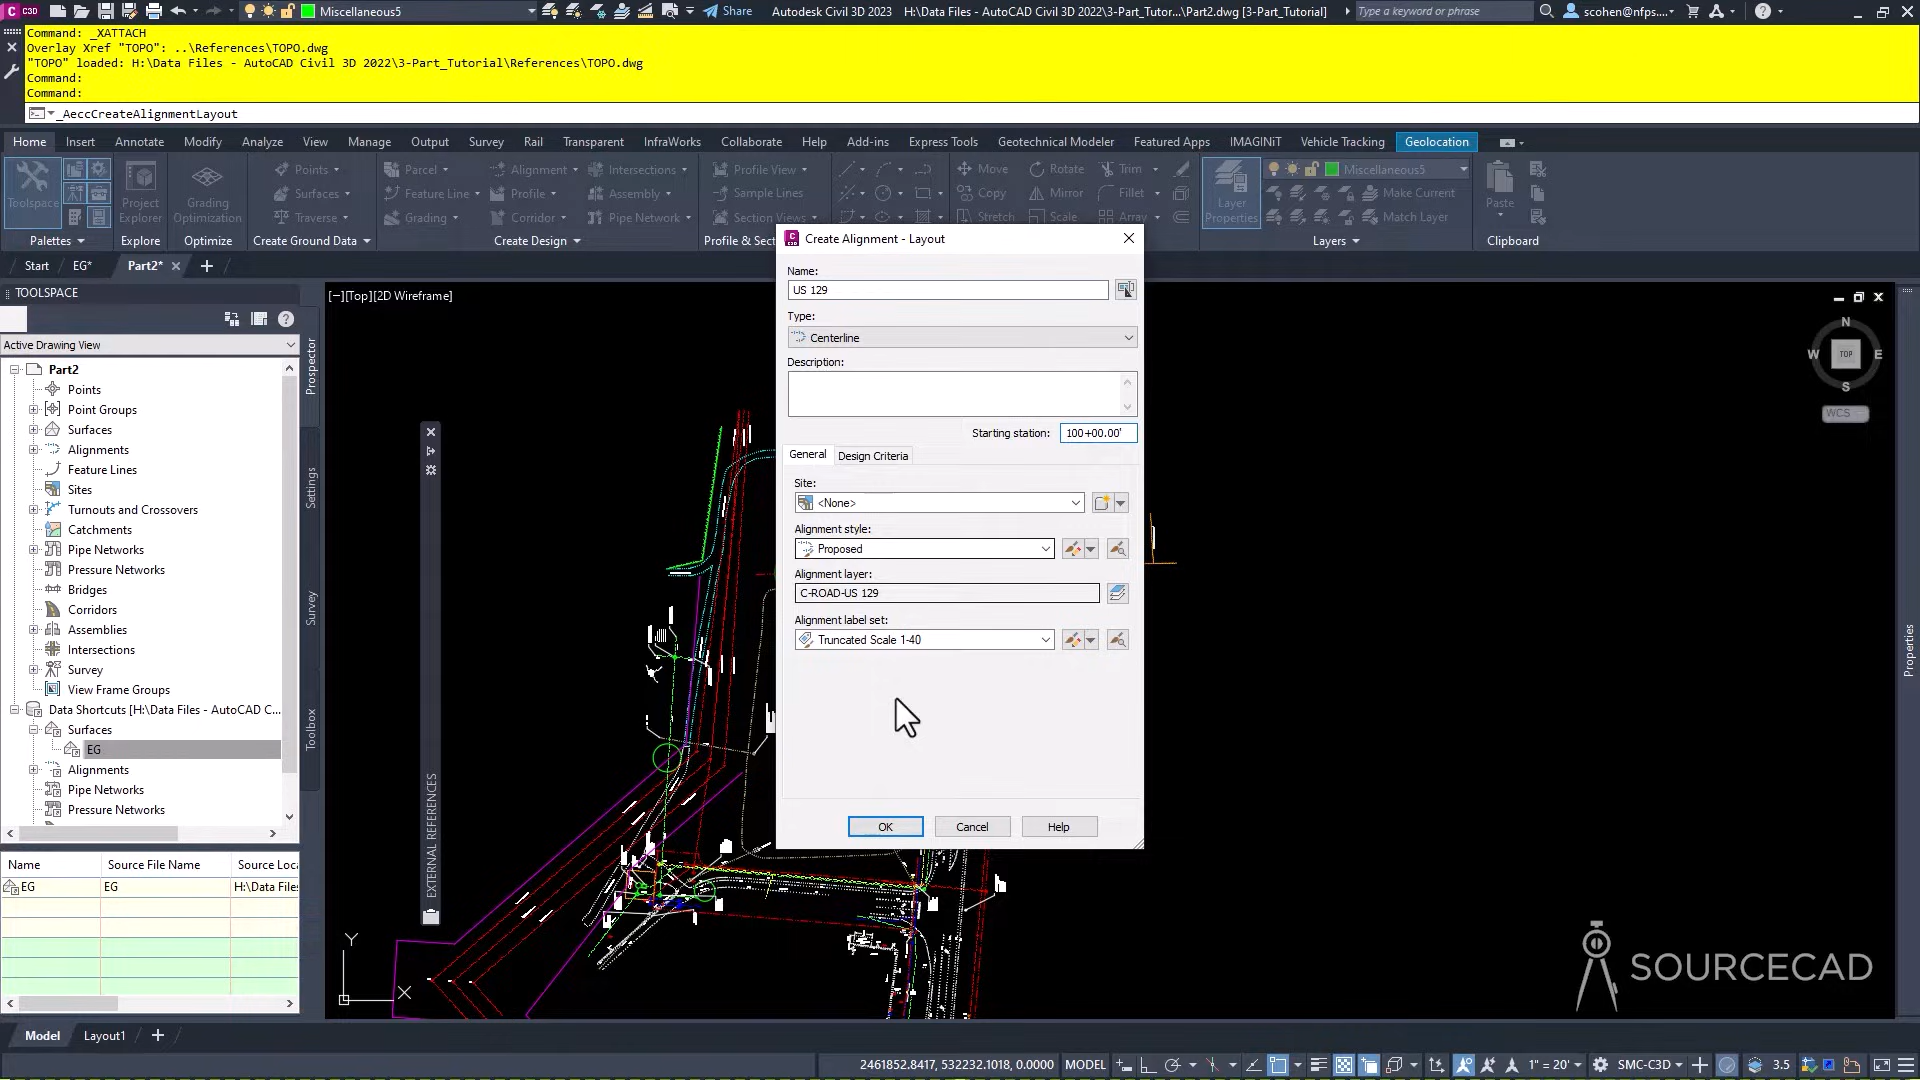 C3D
Miscellaneous5
Share
Autodesk Civil 3D 2023
H:\Data Files - AutoCAD Civil 3D 2022\3-Part_Tutor...\Part2.dwg [3-Part_Tutorial]
Type a keyword or phrase
scohen@nfps....
Command: _XATTACH
Overlay Xref "TOPO": ..\References\TOPO.dwg
"TOPO" loaded: H:\Data Files - AutoCAD Civil 3D 2022\3-Part_Tutorial\References\TOPO.dwg
Command:
Command:
_AeccCreateAlignmentLayout
Home Insert Annotate Modify Analyze View Manage Output Survey Rail Transparent InfraWorks Collaborate Help Add-ins Express Tools Geotechnical Modeler Featured Apps IMAGINiT Vehicle Tracking Geolocation
Points Parcel Alignment Intersections Profile View Move Rotate Trim Miscellaneous5
Toolspace Project Explorer Grading Optimization Surfaces Feature Line Profile Assembly Sample Lines Copy Mirror Fillet Layer Properties Make Current Paste
Traverse Grading Corridor Pipe Network Section Views Stretch Scale Array Match Layer
Palettes Explore Optimize Create Ground Data Create Design Profile & Sect Layers Clipboard
Start EG* Part2*
TOOLSPACE
[−][Top][2D Wireframe]
Active Drawing View
Part2
Points
Point Groups
Surfaces
Alignments
Feature Lines
Sites
Turnouts and Crossovers
Catchments
Pipe Networks
Pressure Networks
Bridges
Corridors
Assemblies
Intersections
Survey
View Frame Groups
Data Shortcuts [H:\Data Files - AutoCAD C...
Surfaces
EG
Alignments
Pipe Networks
Pressure Networks
Prospector
Settings
Survey
Toolbox
Name Source File Name Source Loca
EG EG H:\Data Files
EXTERNAL REFERENCES
Create Alignment - Layout
Name:
US 129
Type:
Centerline
Description:
Starting station: 100+00.00'
General Design Criteria
Site:
<None>
Alignment style:
Proposed
Alignment layer:
C-ROAD-US 129
Alignment label set:
Truncated Scale 1-40
OK Cancel Help
N
W TOP E
S
WCS
Properties
Y
X
SOURCECAD
Model Layout1
2461852.8417, 532232.1018, 0.0000 MODEL 1" = 20' SMC-C3D 3.5